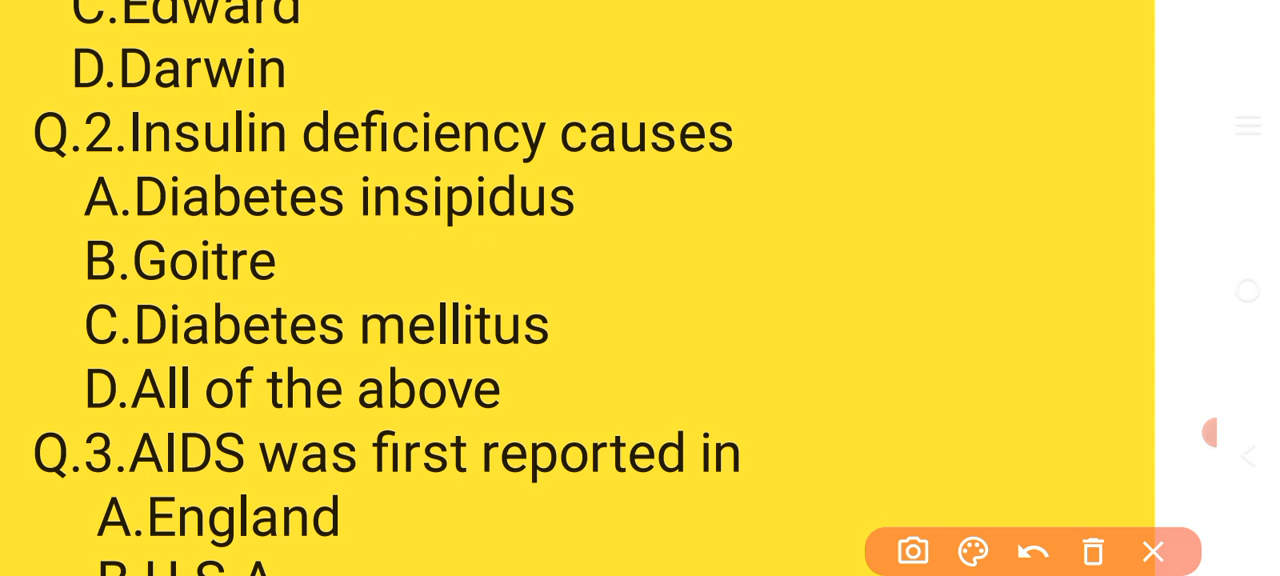 C.Edward
D.Darwin
Q.2.Insulin deficiency causes
A.Diabetes insipidus
B.Goitre
C.Diabetes mellitus
D.All of the above
Q.3.AIDS was first reported in
A.England
B.U.S.A